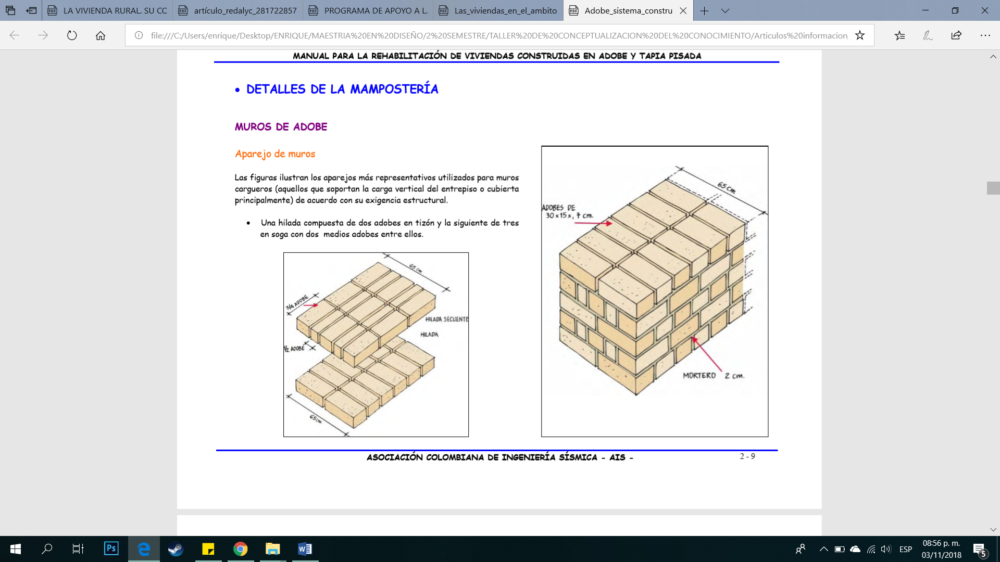 LA VIVIENDA RURAL. SU CC
artículo_redalyc_281722857
PROGRAMA DE APOYO A L
Las_viviendas_en_el_ambito
Adobe_sistema_constru
file:///C:/Users/enrique/Desktop/ENRIQUE/MAESTRIA%20EN%20DISEÑO/2%20SEMESTRE/TALLER%20DE%20CONCEPTUALIZACION%20DEL%20CONOCIMIENTO/Articulos%20informacion
MANUAL PARA LA REHABILITACIÓN DE VIVIENDAS CONSTRUIDAS EN ADOBE Y TAPIA PISADA
• DETALLES DE LA MAMPOSTERÍA
MUROS DE ADOBE
Aparejo de muros
Las figuras ilustran los aparejos más representativos utilizados para muros
cargueros (aquellos que soportan la carga vertical del entrepiso o cubierta
principalmente) de acuerdo con su exigencia estructural.
• Una hilada compuesta de dos adobes en tizón y la siguiente de tres
en soga con dos medios adobes entre ellos.
65 cm
3/4 ADOBE
HILADA SECUENTE
HILADA
1/2 ADOBE
65cm
65 cm.
ADOBES DE
30 x 15 x, 7 cm.
MORTERO 2 cm.
ASOCIACIÓN COLOMBIANA DE INGENIERÍA SÍSMICA - AIS -
2 - 9
Ps
ESP
08:56 p. m.
03/11/2018
5